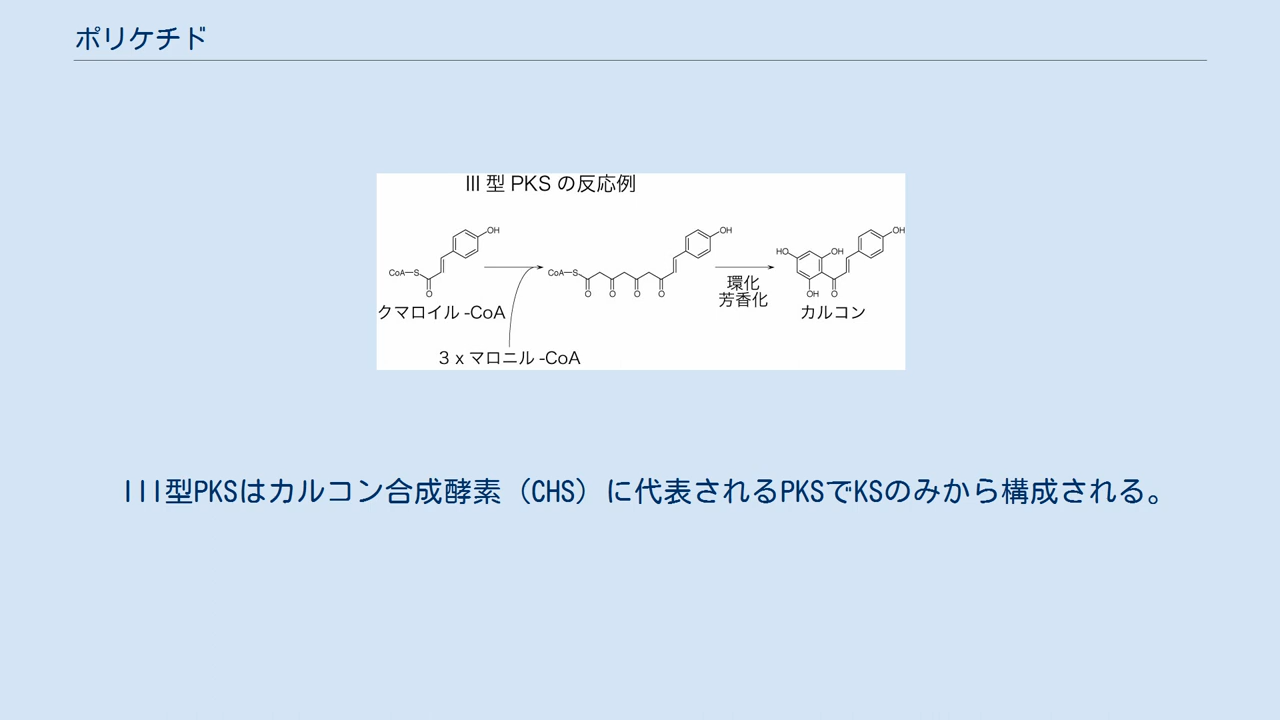 ポリケチド
III 型 PKS の反応例
OH
CoA
S
O
クマロイル -CoA
3 x マロニル -CoA
OH
CoA
S
O
O
O
O
環化
芳香化
OH
HO
OH
OH
O
カルコン
III型PKSはカルコン合成酵素（CHS）に代表されるPKSでKSのみから構成される。